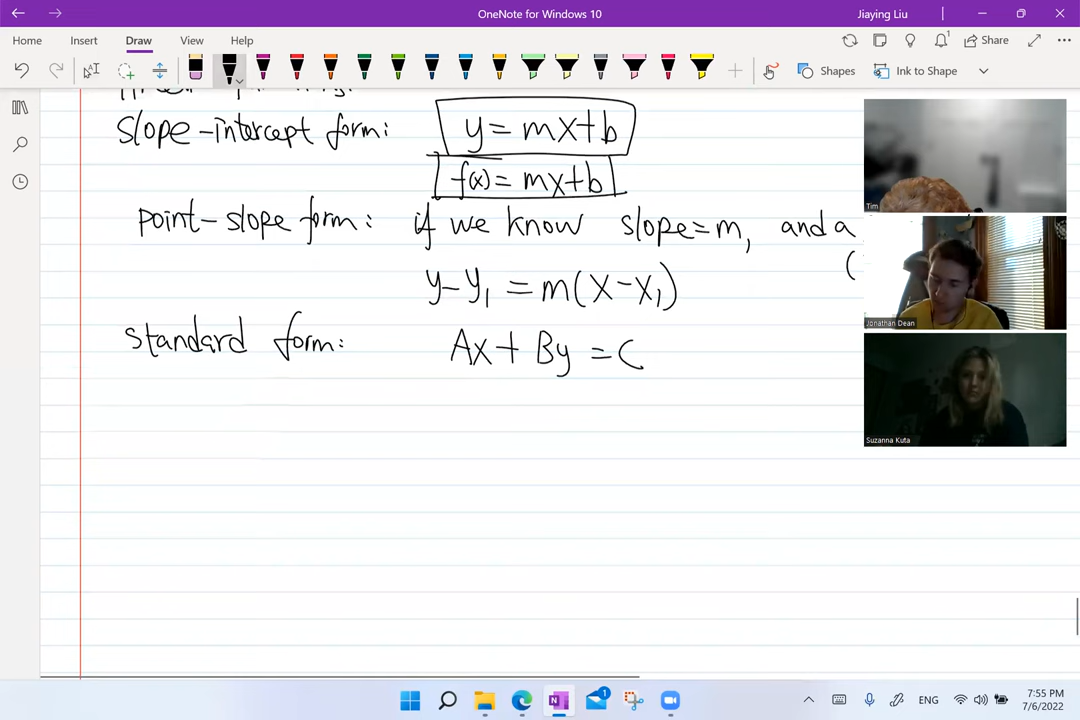 OneNote for Windows 10
Jiaying Liu
Home Insert Draw View Help
Share
Shapes
Ink to Shape
slope-intercept form: y = mx+b
f(x) = mx+b
point-slope form: if we know slope=m, and a
(
y-y₁ = m(x-x₁)
standard form: Ax + By = C
Tim
Jonathan Dean
Suzanna Kuta
1
ENG
7:55 PM
7/6/2022